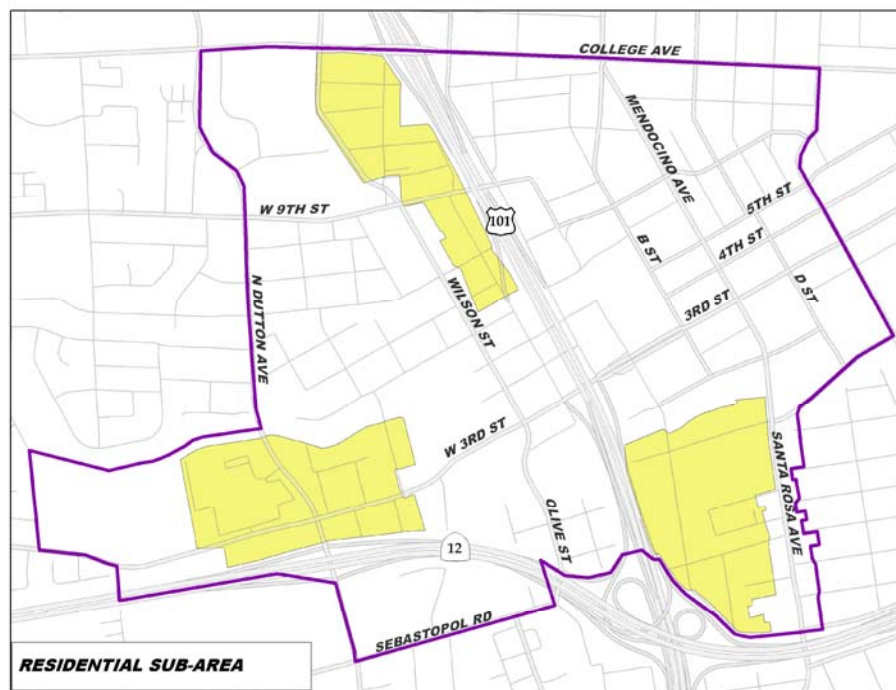 COLLEGE AVE
MENDOCINO AVE
W 9TH ST
101
5TH ST
4TH ST
B ST
D ST
3RD ST
N DUTTON AVE
WILSON ST
W 3RD ST
SANTA ROSA AVE
OLIVE ST
12
SEBASTOPOL RD
RESIDENTIAL SUB-AREA